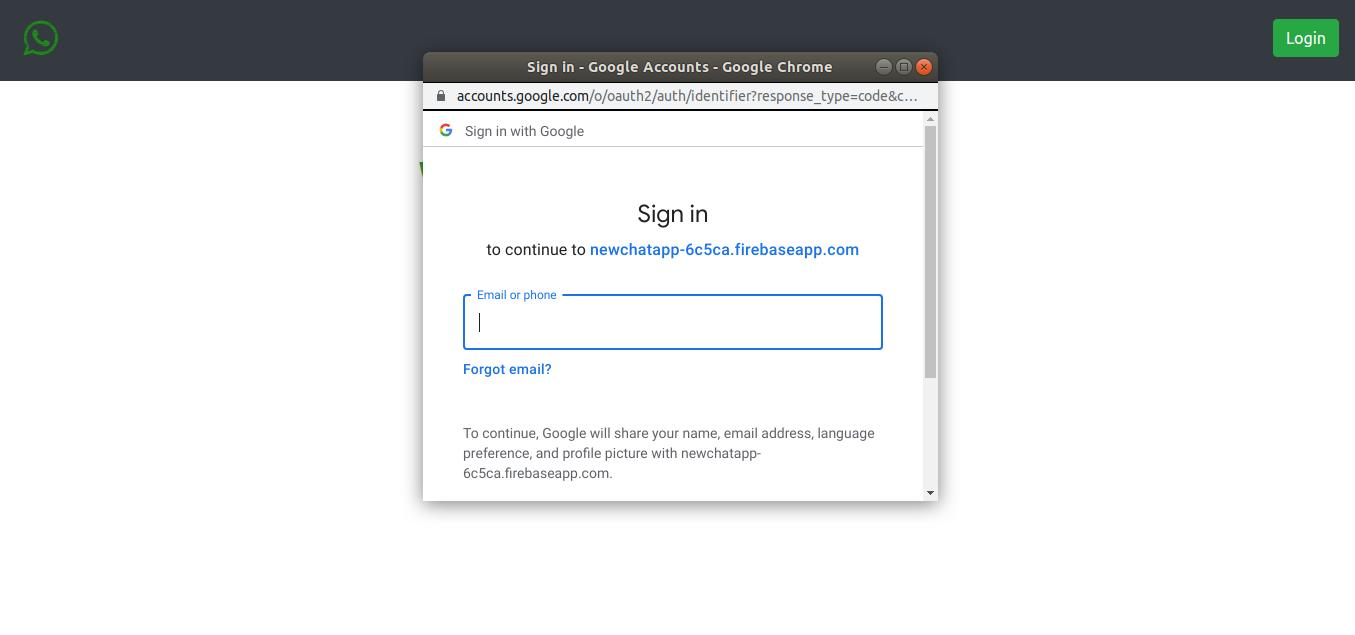 Login
Sign in - Google Accounts - Google Chrome
accounts.google.com/o/oauth2/auth/identifier?response_type=code&c...
Sign in with Google
Sign in
to continue to newchatapp-6c5ca.firebaseapp.com
Email or phone
Forgot email?
To continue, Google will share your name, email address, language
preference, and profile picture with newchatapp-
6c5ca.firebaseapp.com.